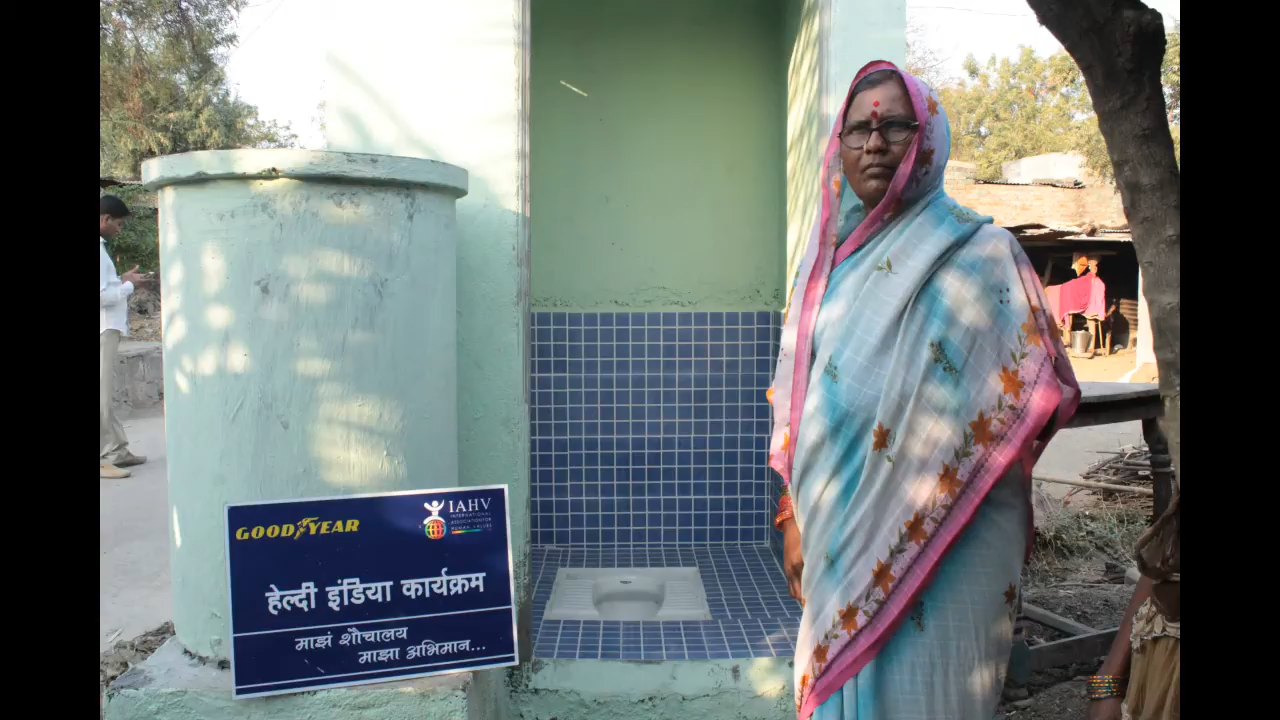 GOODYEAR
IAHV
INTERNATIONAL
ASSOCIATION FOR
HUMAN VALUES
हेल्दी इंडिया कार्यक्रम
माझं शौचालय
माझा अभिमान...